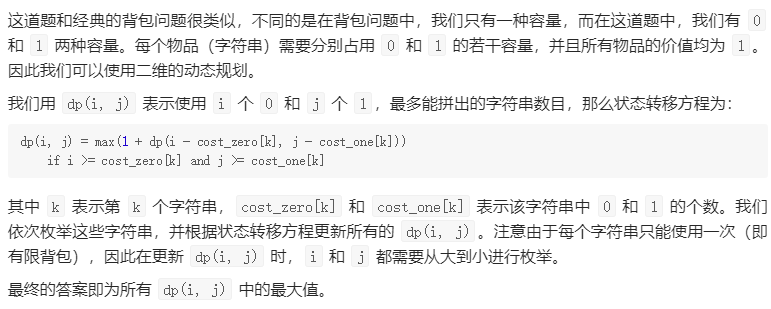 这道题和经典的背包问题很类似，不同的是在背包问题中，我们只有一种容量，而在这道题中，我们有 0
和 1 两种容量。每个物品（字符串）需要分别占用 0 和 1 的若干容量，并且所有物品的价值均为 1。
因此我们可以使用二维的动态规划。
我们用 dp(i, j) 表示使用 i 个 0 和 j 个 1，最多能拼出的字符串数目，那么状态转移方程为：
dp(i, j) = max(1 + dp(i - cost_zero[k], j - cost_one[k]))
    if i >= cost_zero[k] and j >= cost_one[k]
其中 k 表示第 k 个字符串，cost_zero[k] 和 cost_one[k] 表示该字符串中 0 和 1 的个数。我们
依次枚举这些字符串，并根据状态转移方程更新所有的 dp(i, j)。注意由于每个字符串只能使用一次（即
有限背包），因此在更新 dp(i, j) 时，i 和 j 都需要从大到小进行枚举。
最终的答案即为所有 dp(i, j) 中的最大值。